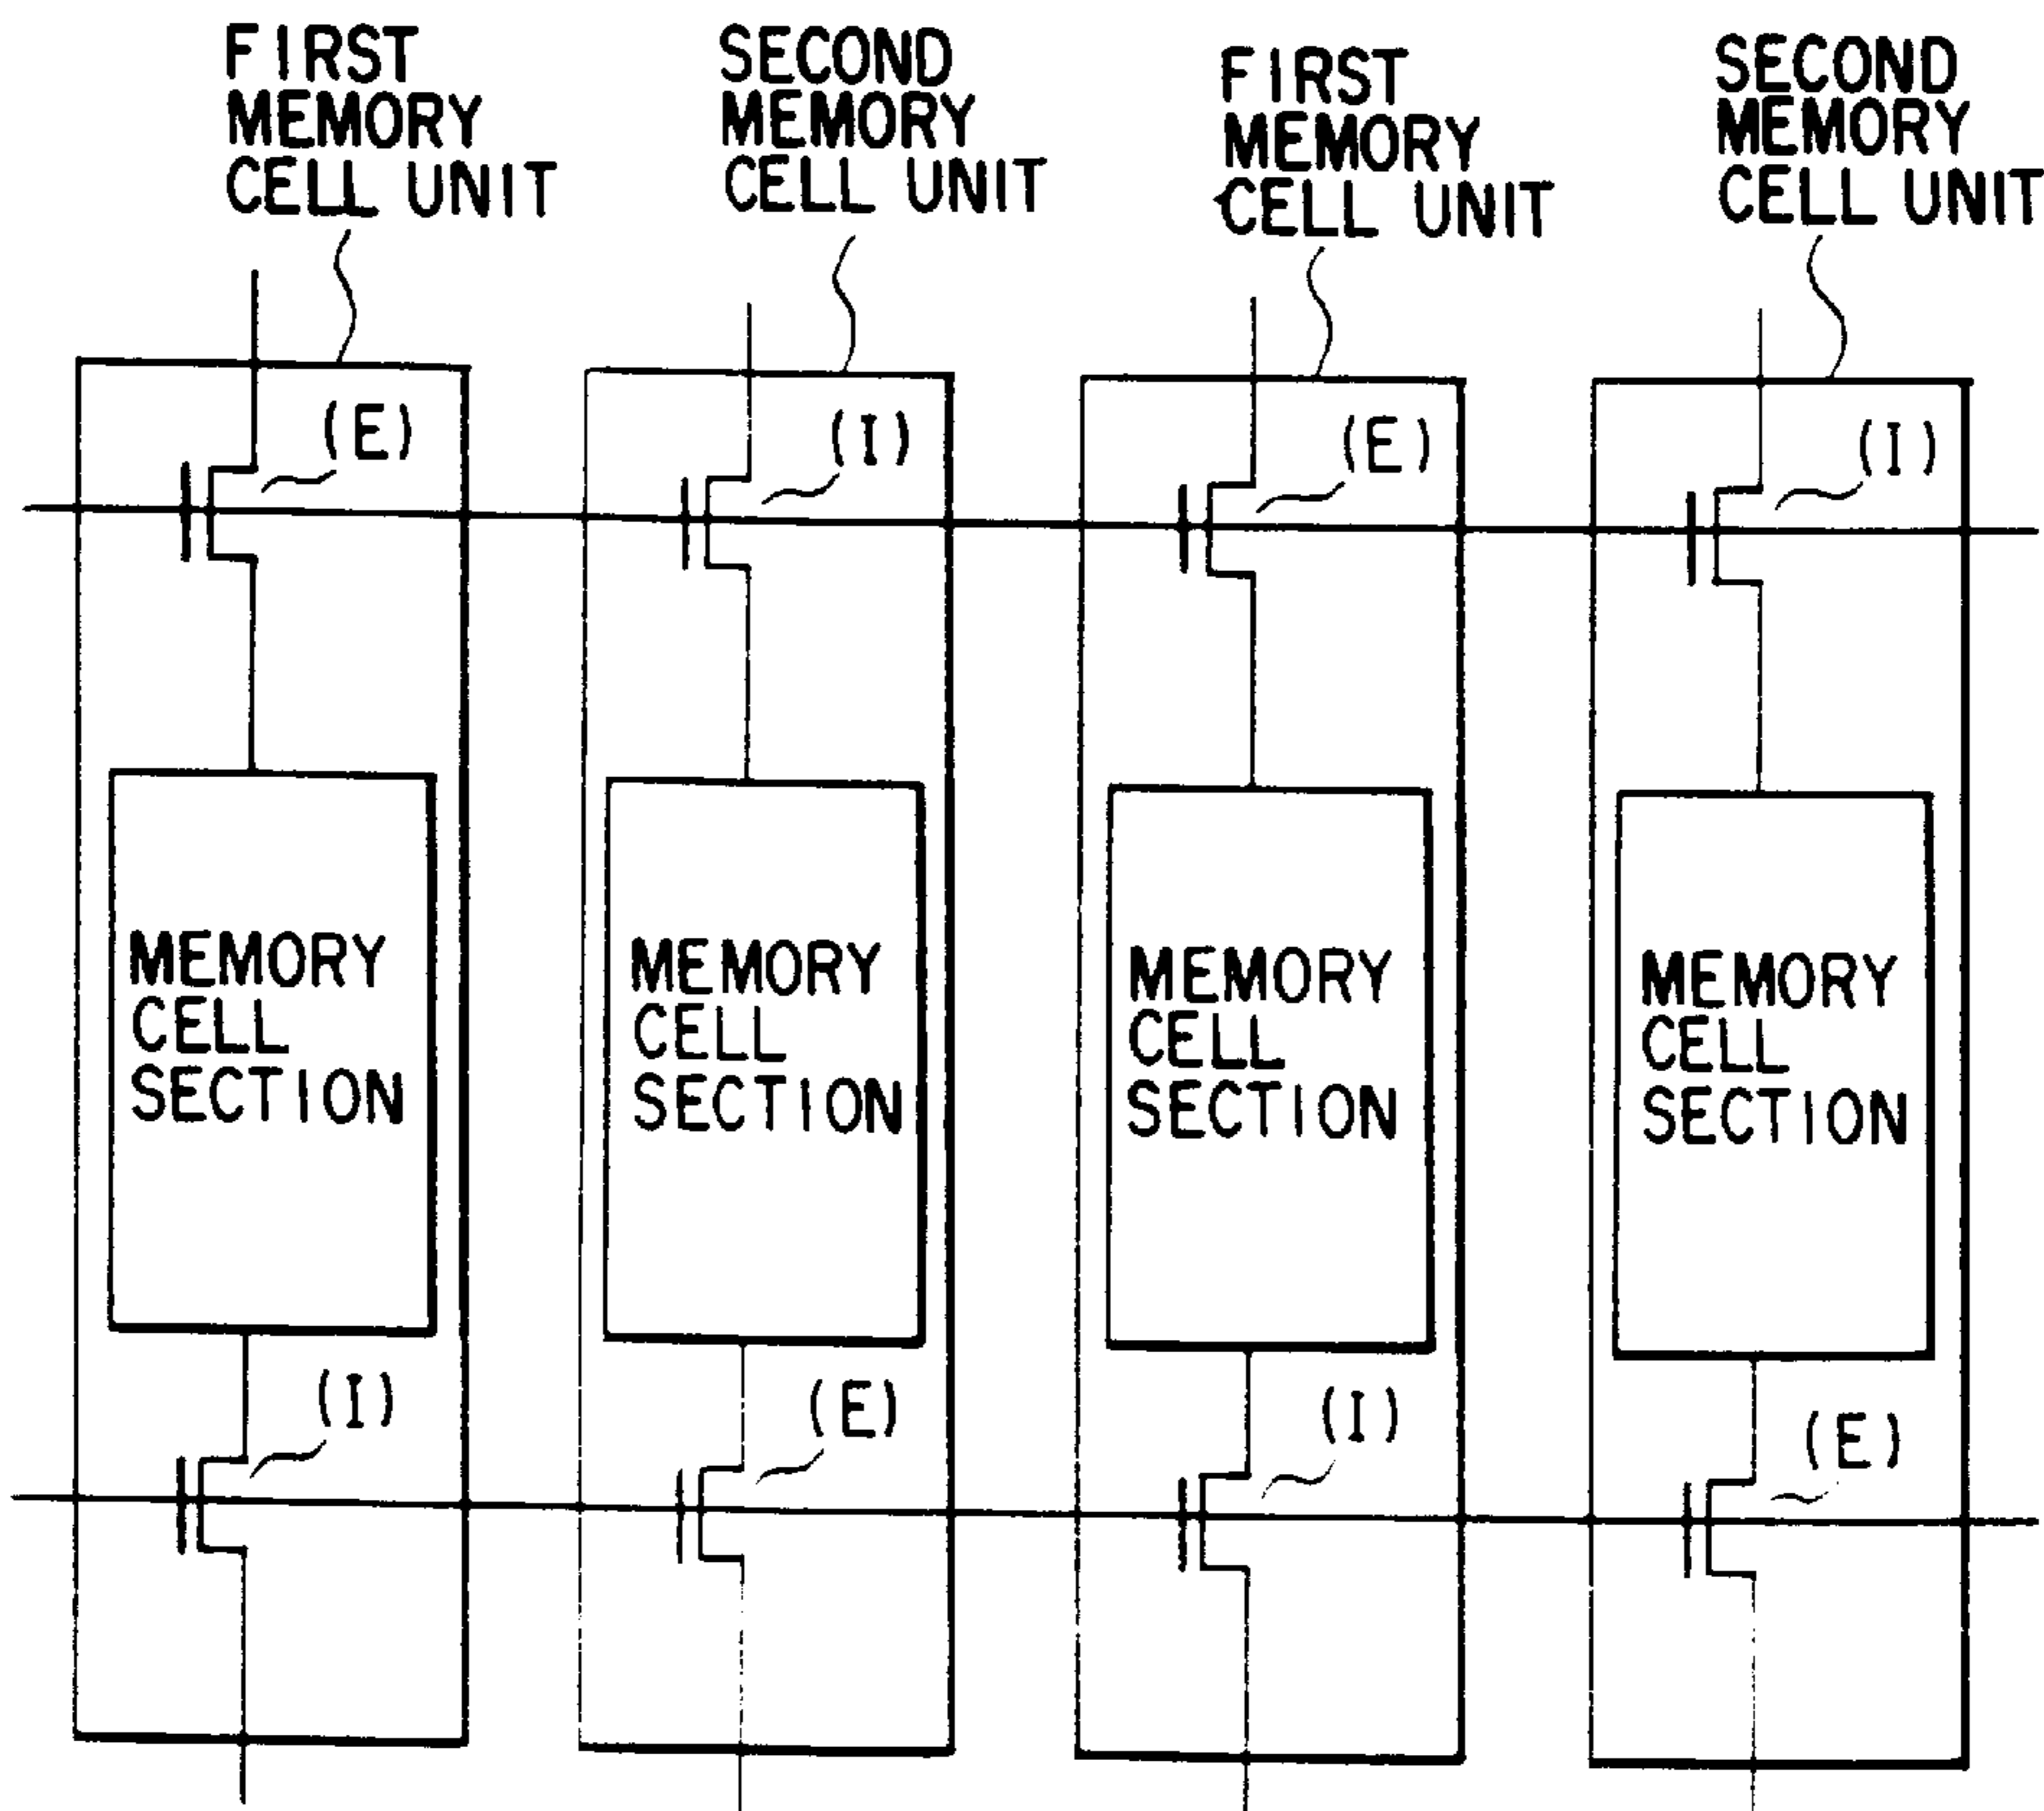 FIRST
MEMORY
CELL UNIT
SECOND
MEMORY
CELL UNIT
FIRST
MEMORY
CELL UNIT
SECOND
MEMORY
CELL UNIT
(E)
(I)
(E)
(I)
MEMORY
CELL
SECTION
MEMORY
CELL
SECTION
MEMORY
CELL
SECTION
MEMORY
CELL
SECTION
(I)
(E)
(I)
(E)